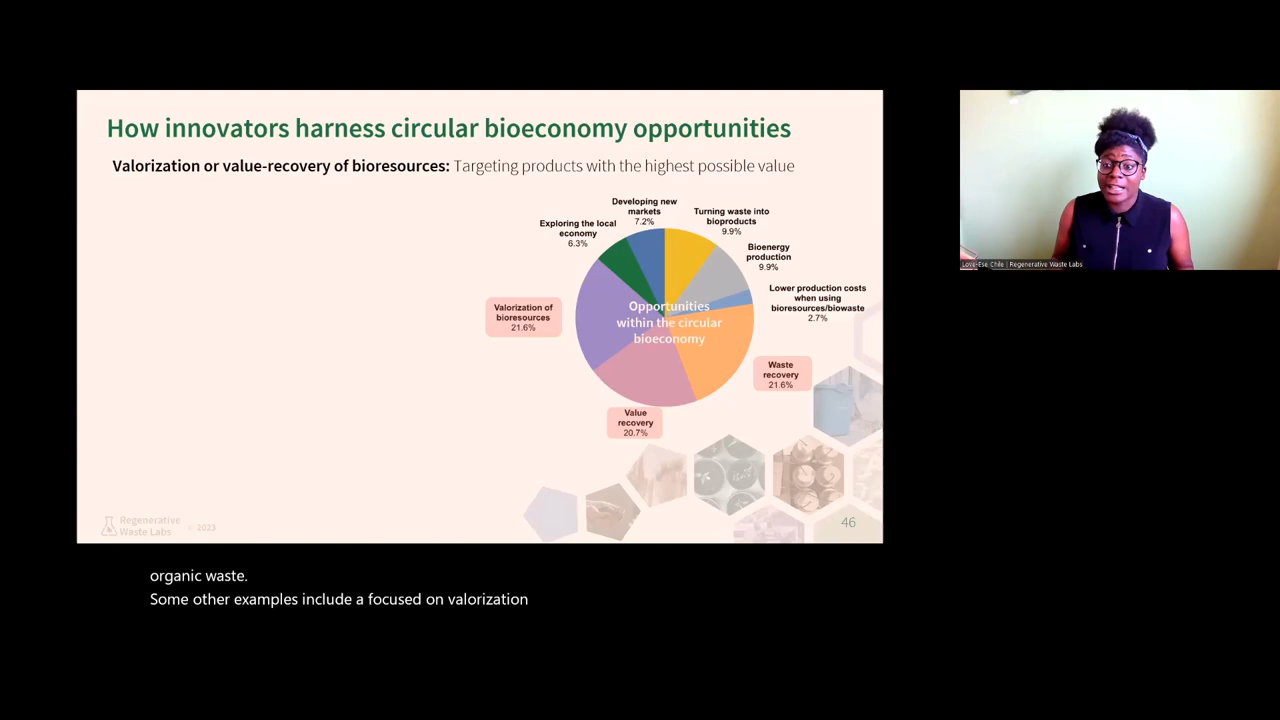 How innovators harness circular bioeconomy opportunities
Valorization or value-recovery of bioresources: Targeting products with the highest possible value
Developing new
markets
7.2%
Turning waste into
bioproducts
9.9%
Exploring the local
economy
6.3%
Bioenergy
production
9.9%
Lower production costs
when using
bioresources/biowaste
2.7%
Valorization of
bioresources
21.6%
Opportunities
within the circular
bioeconomy
Waste
recovery
21.6%
Value
recovery
20.7%
Regenerative
Waste Labs
© 2023
46
Love-Ese Chile | Regenerative Waste Labs
organic waste.
Some other examples include a focused on valorization